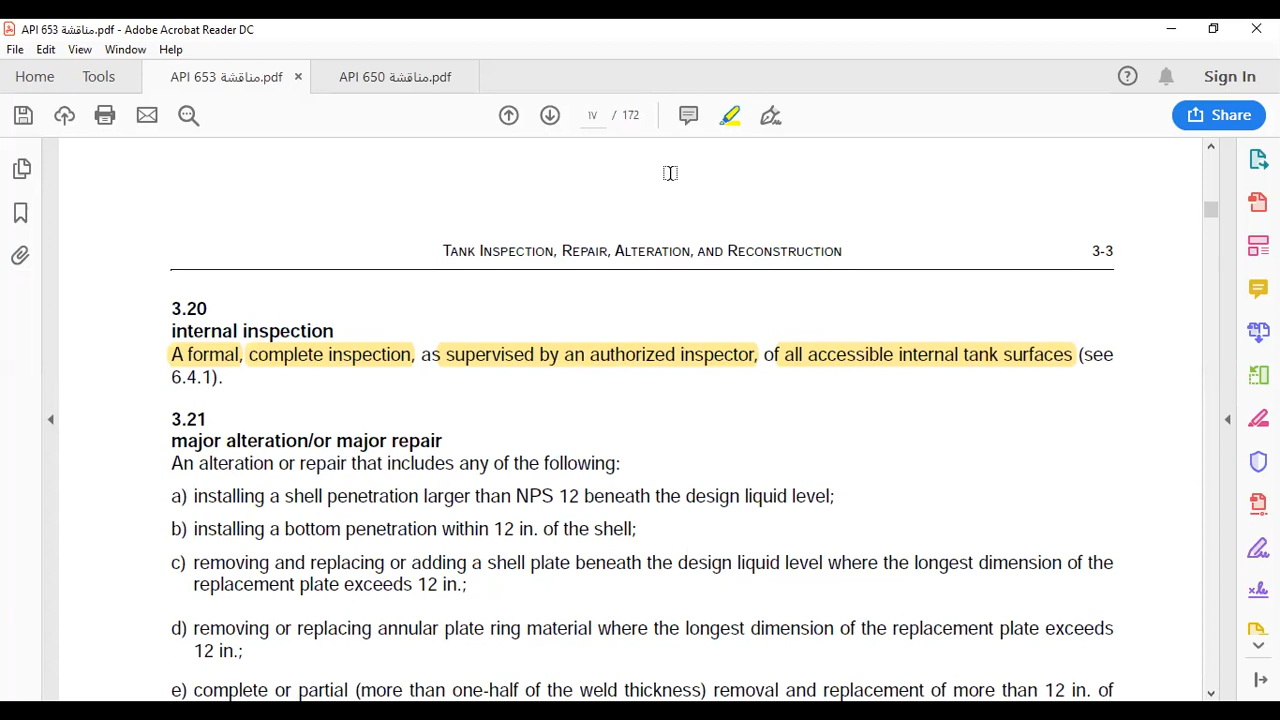 API 653 مناقشة.pdf - Adobe Acrobat Reader DC
File Edit View Window Help
Home Tools API 653 مناقشة.pdf × API 650 مناقشة.pdf ? Sign In
١٧ / 172 Share
TANK INSPECTION, REPAIR, ALTERATION, AND RECONSTRUCTION 3-3
3.20
internal inspection
A formal, complete inspection, as supervised by an authorized inspector, of all accessible internal tank surfaces (see
6.4.1).
3.21
major alteration/or major repair
An alteration or repair that includes any of the following:
a) installing a shell penetration larger than NPS 12 beneath the design liquid level;
b) installing a bottom penetration within 12 in. of the shell;
c) removing and replacing or adding a shell plate beneath the design liquid level where the longest dimension of the
replacement plate exceeds 12 in.;
d) removing or replacing annular plate ring material where the longest dimension of the replacement plate exceeds
12 in.;
e) complete or partial (more than one-half of the weld thickness) removal and replacement of more than 12 in. of